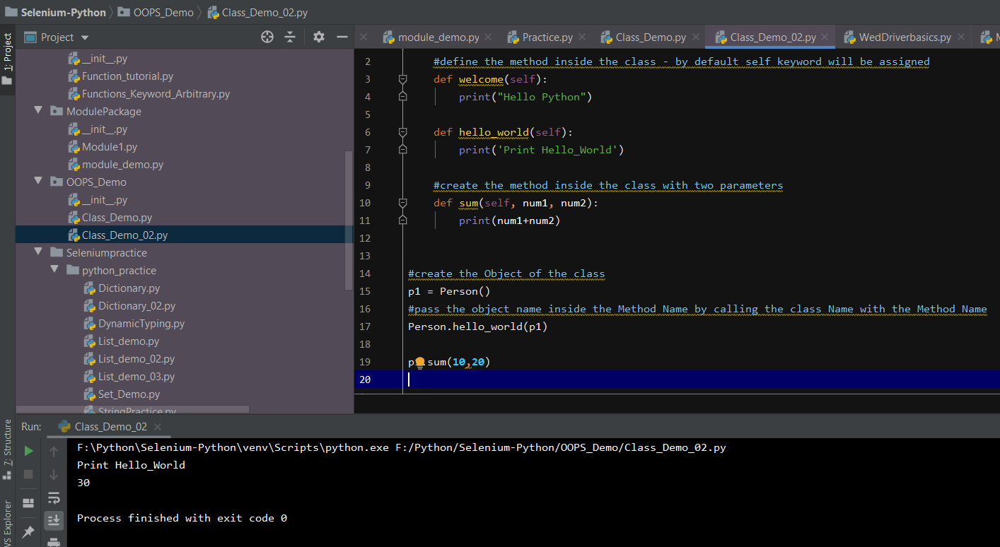 Selenium-Python OOPS_Demo Class_Demo_02.py
1: Project
Project
__init__.py
Function_tutorial.py
Functions_Keyword_Arbitrary.py
ModulePackage
__init__.py
Module1.py
module_demo.py
OOPS_Demo
__init__.py
Class_Demo.py
Class_Demo_02.py
Seleniumpractice
python_practice
Dictionary.py
Dictionary_02.py
DynamicTyping.py
List_demo.py
List_demo_02.py
List_demo_03.py
Set_Demo.py
StringPractice.py
module_demo.py Practice.py Class_Demo.py Class_Demo_02.py WedDriverbasics.py
2 #define the method inside the class - by default self keyword will be assigned
3 def welcome(self):
4 print("Hello Python")
5
6 def hello_world(self):
7 print('Print Hello_World')
8
9 #create the method inside the class with two parameters
10 def sum(self, num1, num2):
11 print(num1+num2)
12
13
14 #create the Object of the class
15 p1 = Person()
16 #pass the object name inside the Method Name by calling the class Name with the Method Name
17 Person.hello_world(p1)
18
19 p sum(10,20)
20
7: Structure
VS Explorer
Run: Class_Demo_02
F:\Python\Selenium-Python\venv\Scripts\python.exe F:/Python/Selenium-Python/OOPS_Demo/Class_Demo_02.py
Print Hello_World
30
Process finished with exit code 0